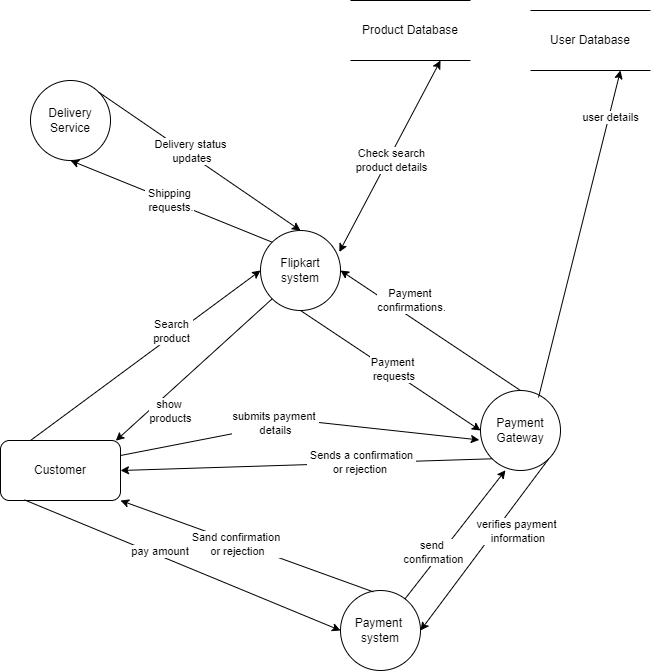 Product Database
User Database
Delivery
Service
user details
Delivery status
updates
Check search
product details
Shipping
requests.
Flipkart
system
Payment
confirmations.
Search
product
Payment
requests
show
products
submits payment
details
Payment
Gateway
Customer
Sends a confirmation
or rejection
verifies payment
information
Sand confirmation
or rejection
send
confirmation
pay amount
Payment
system